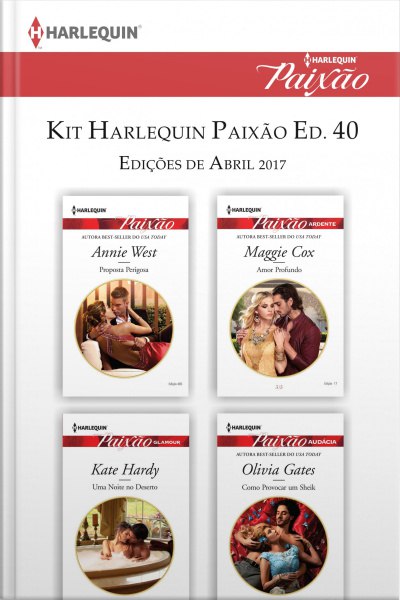 HARLEQUIN®
HARLEQUIN®
Paixão
KIT HARLEQUIN PAIXÃO ED. 40
EDIÇÕES DE ABRIL 2017
HARLEQUIN
Paixão
AUTORA BEST-SELLER DO USA TODAY
Annie West
Proposta Perigosa
HARLEQUIN
Paixão ARDENTE
AUTORA BEST-SELLER DO USA TODAY
Maggie Cox
Amor Profundo
HARLEQUIN
Paixão GLAMOUR
Kate Hardy
Uma Noite no Deserto
HARLEQUIN
Paixão AUDÁCIA
AUTORA BEST-SELLER DO USA TODAY
Olivia Gates
Como Provocar um Sheik